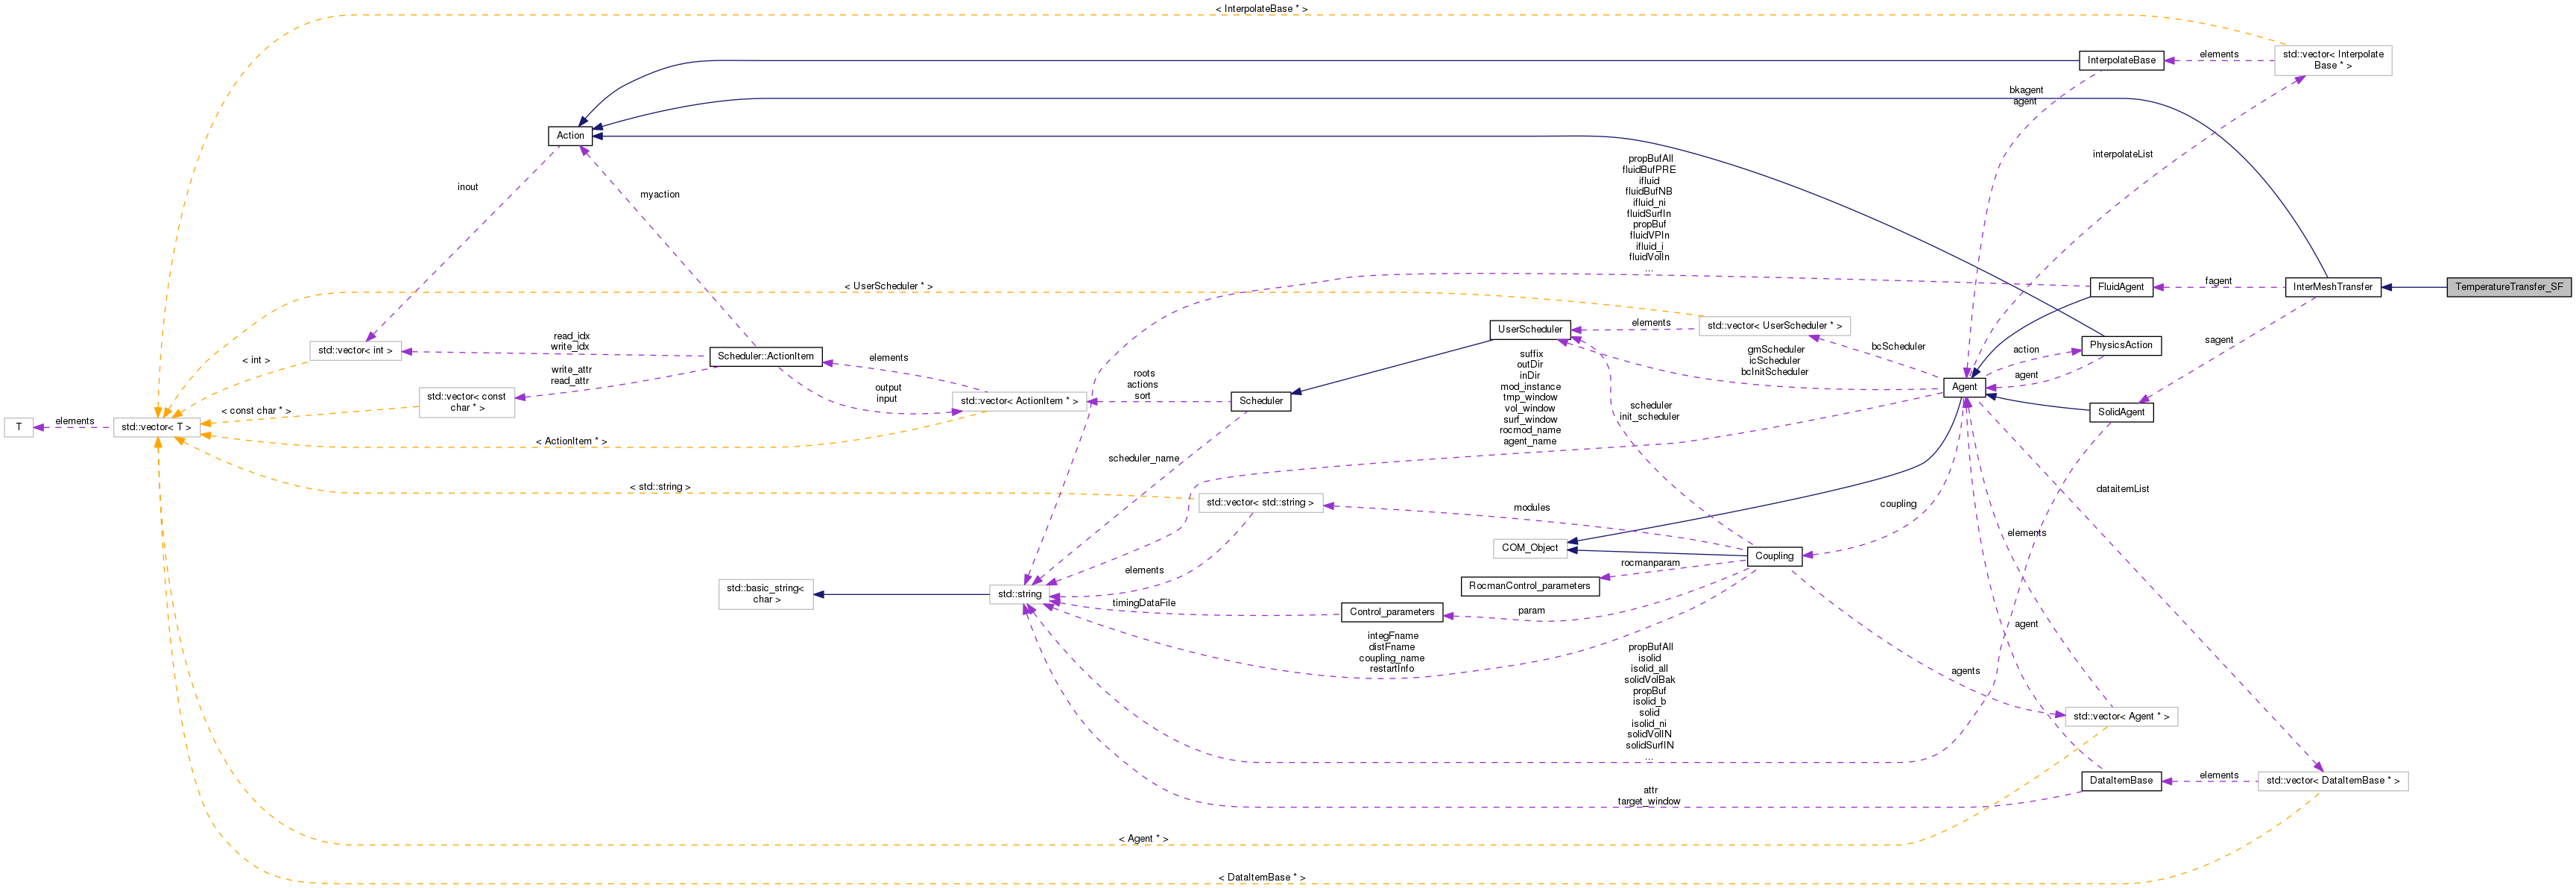 < InterpolateBase * >
std::vector< Interpolate
Base * >
elements
InterpolateBase
bkagent
agent
Action
interpolateList
inout
myaction
propBufAll
fluidBufPRE
ifluid
fluidBufNB
ifluid_ni
fluidSurfIn
propBuf
fluidVPIn
ifluid_i
fluidVolIn
...
< UserScheduler * >
FluidAgent
fagent
InterMeshTransfer
TemperatureTransfer_SF
UserScheduler
elements
std::vector< UserScheduler * >
bcScheduler
action
PhysicsAction
agent
sagent
std::vector< int >
read_idx
write_idx
Scheduler::ActionItem
elements
< int >
write_attr
read_attr
std::vector< const
char * >
output
input
std::vector< ActionItem * >
roots
actions
sort
Scheduler
gmScheduler
icScheduler
bcInitScheduler
Agent
SolidAgent
suffix
outDir
inDir
mod_instance
tmp_window
vol_window
surf_window
rocmod_name
agent_name
scheduler
init_scheduler
T
elements
std::vector< T >
< const char * >
< ActionItem * >
scheduler_name
< std::string >
std::vector< std::string >
modules
coupling
dataitemList
elements
COM_Object
Coupling
elements
rocmanparam
RocmanControl_parameters
std::basic_string<
char >
std::string
timingDataFile
Control_parameters
param
agent
integFname
distFname
coupling_name
restartInfo
propBufAll
isolid
isolid_all
solidVolBak
propBuf
isolid_b
solid
isolid_ni
solidVolIN
solidSurfIN
...
agents
std::vector< Agent * >
attr
target_window
DataItemBase
elements
std::vector< DataItemBase * >
< Agent * >
< DataItemBase * >